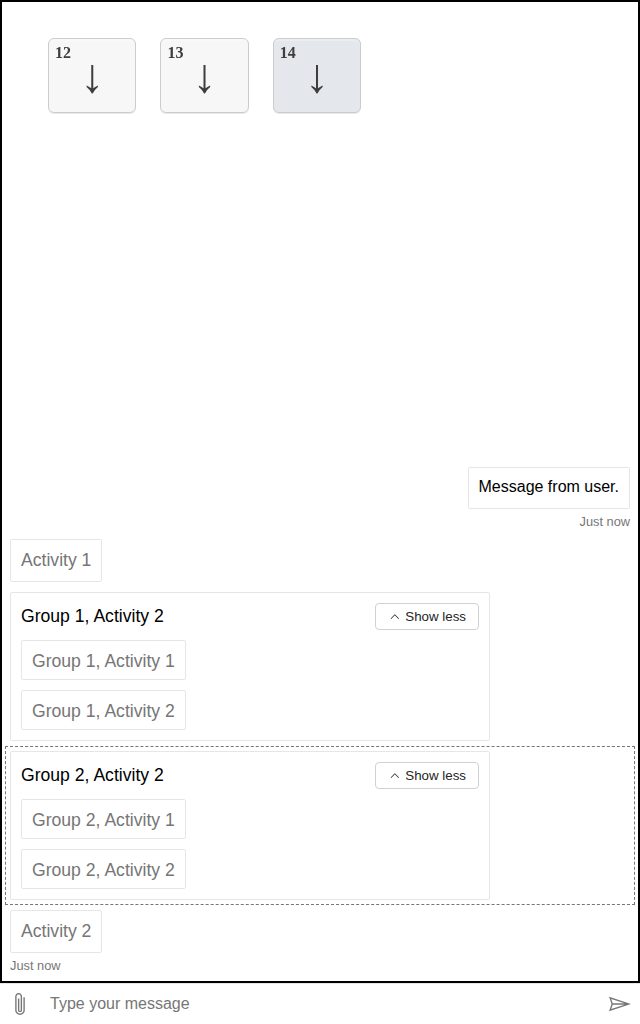 12 ↓ 13 ↓ 14 ↓
Message from user.
Just now
Activity 1
Group 1, Activity 2 Show less
Group 1, Activity 1
Group 1, Activity 2
Group 2, Activity 2 Show less
Group 2, Activity 1
Group 2, Activity 2
Activity 2
Just now
Type your message